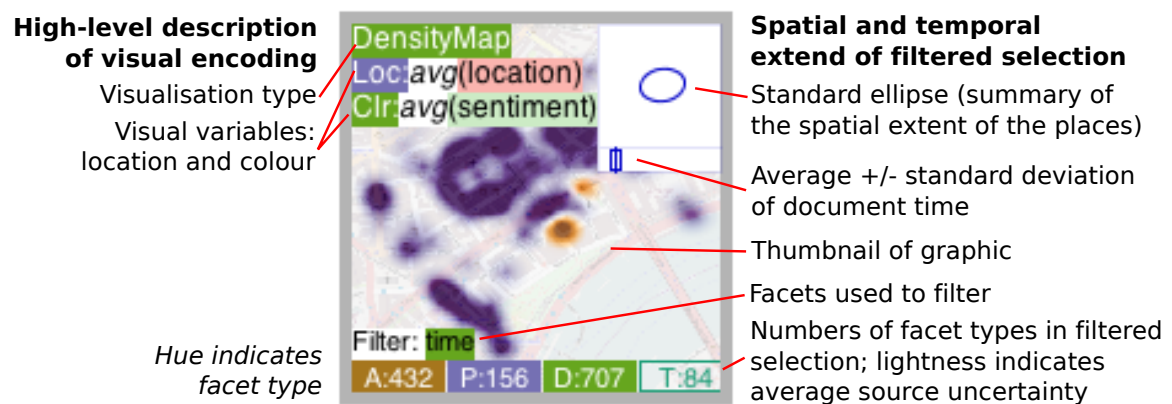 High-level description
of visual encoding
Visualisation type
Visual variables:
location and colour
Hue indicates
facet type
DensityMap
Loc:avg(location)
Clr:avg(sentiment)
Filter: time
A:432 P:156 D:707 T:84
Spatial and temporal
extend of filtered selection
Standard ellipse (summary of
the spatial extent of the places)
Average +/- standard deviation
of document time
Thumbnail of graphic
Facets used to filter
Numbers of facet types in filtered
selection; lightness indicates
average source uncertainty